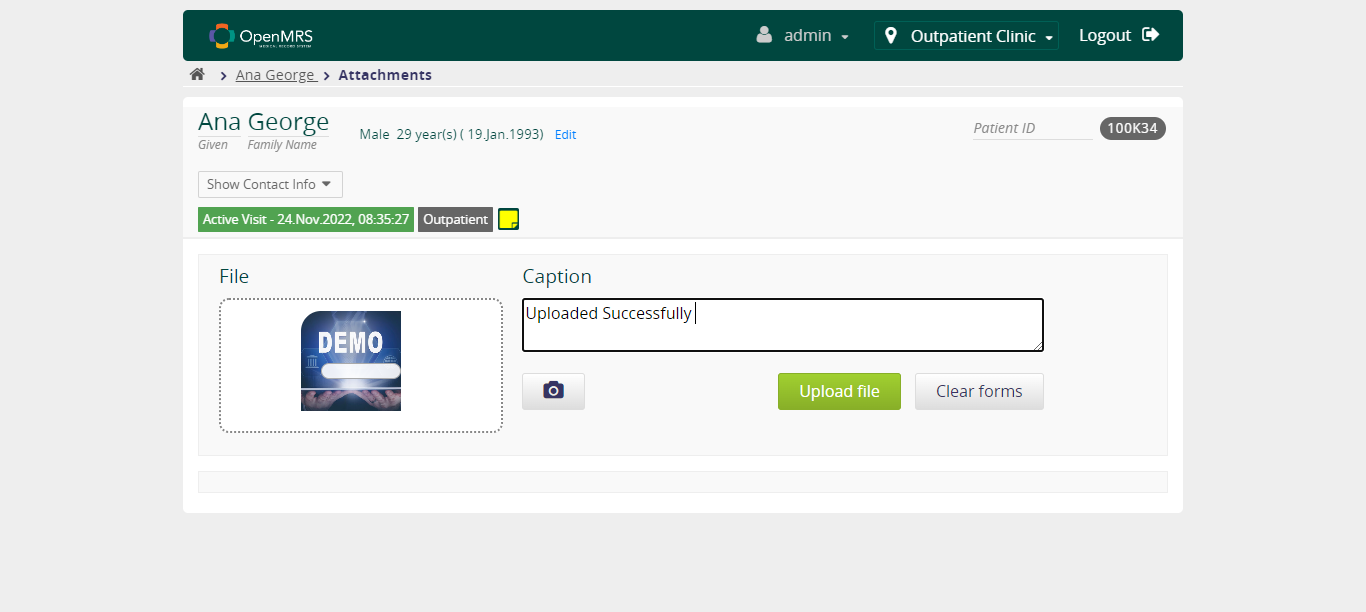 OpenMRS
MEDICAL RECORD SYSTEM
admin
Outpatient Clinic
Logout
Ana George
Attachments
Ana George
Given Family Name
Male 29 year(s) ( 19.Jan.1993) Edit
Patient ID 100K34
Show Contact Info
Active Visit - 24.Nov.2022, 08:35:27 Outpatient
File
Caption
DEMO
Uploaded Successfully
Upload file
Clear forms